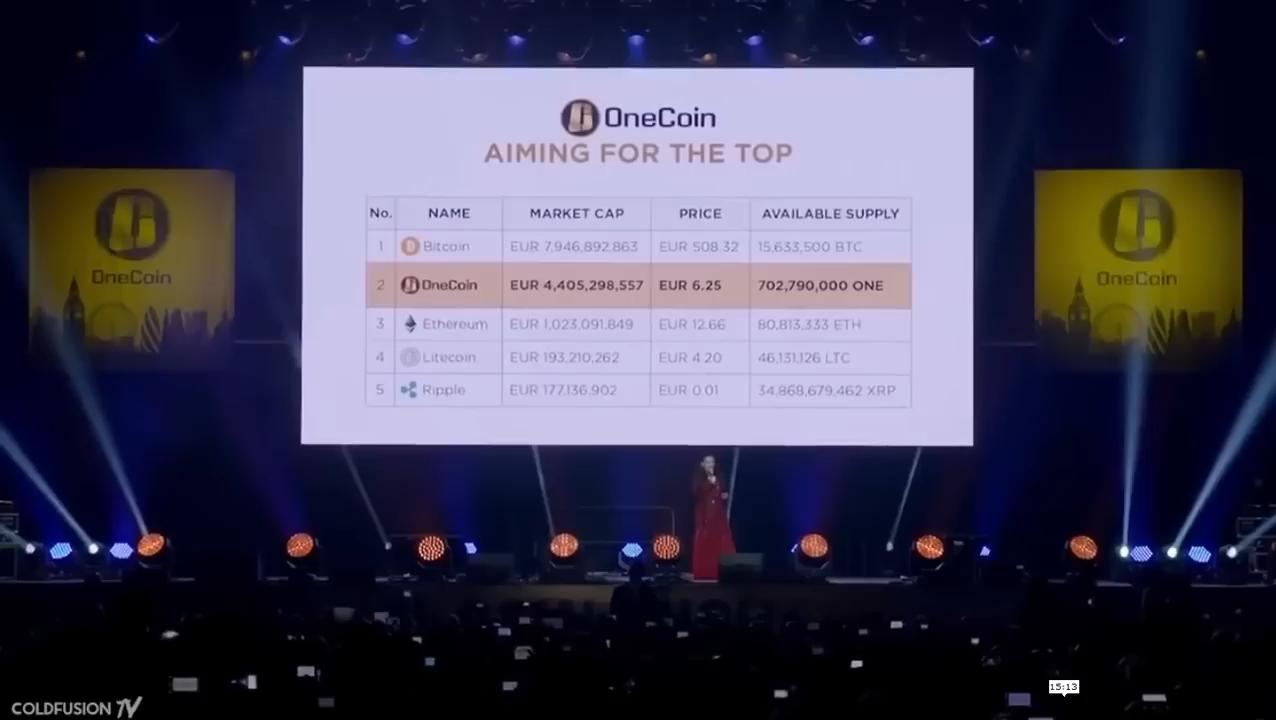 OneCoin
AIMING FOR THE TOP
No. NAME MARKET CAP PRICE AVAILABLE SUPPLY
1 Bitcoin EUR 7,946,892,863 EUR 508.32 15,633,500 BTC
2 OneCoin EUR 4,405,298,557 EUR 6.25 702,790,000 ONE
3 Ethereum EUR 1,023,091,849 EUR 12.66 80,813,333 ETH
4 Litecoin EUR 193,210,262 EUR 4.20 46,131,126 LTC
5 Ripple EUR 177,136,902 EUR 0.01 34,868,679,462 XRP
OneCoin
OneCoin
15:13
COLDFUSION TV